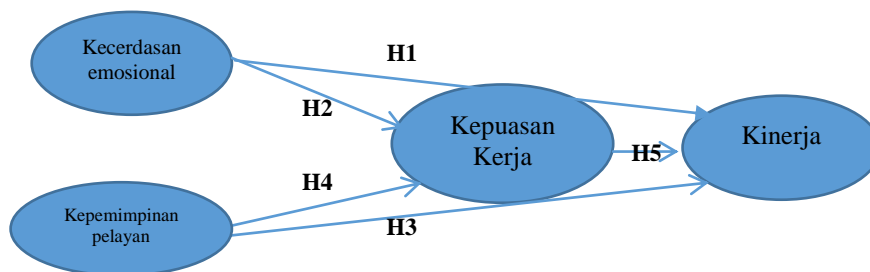 Kecerdasan
emosional
H1
H2
Kepuasan
Kerja
H5
Kinerja
H4
Kepemimpinan
pelayan
H3